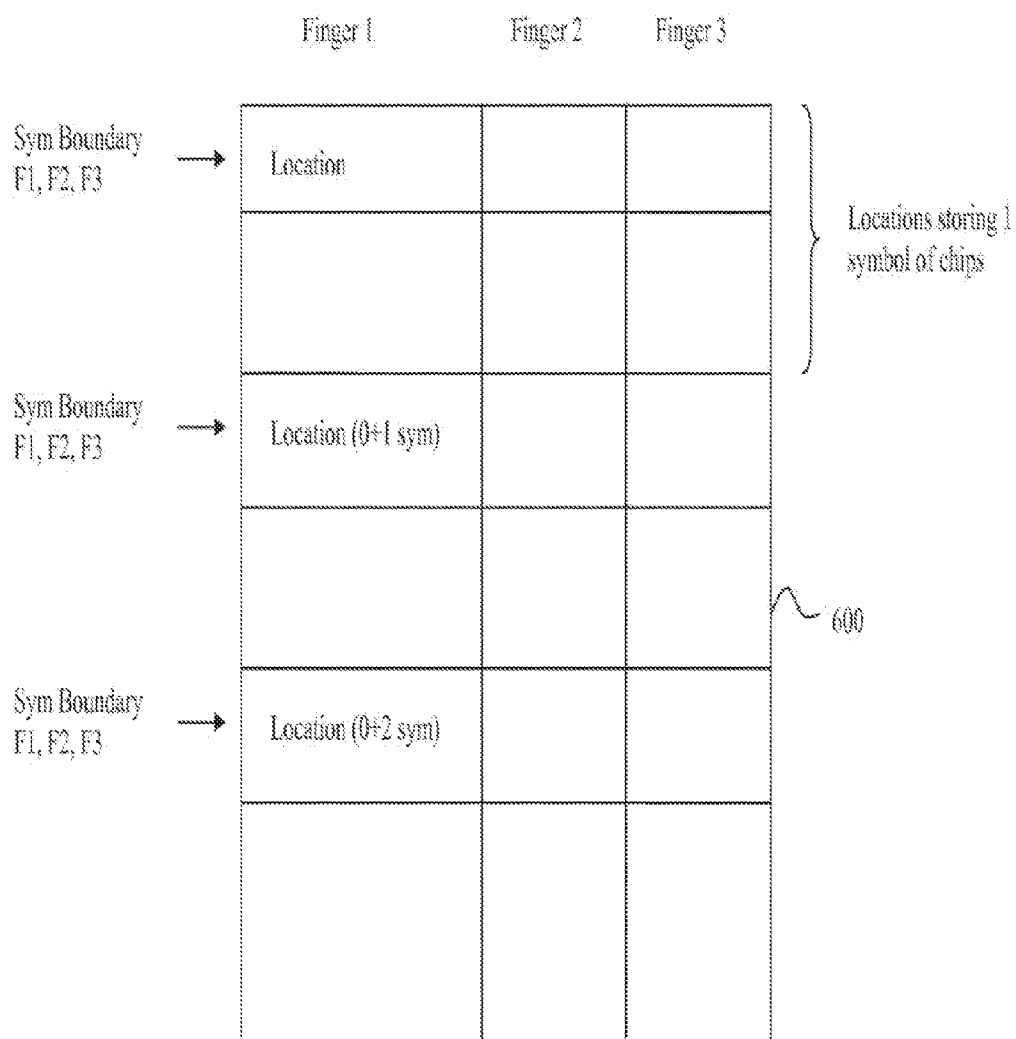 Finger 1 Finger 2 Finger 3
Sym Boundary
F1, F2, F3
Location
Locations storing 1
symbol of chips
Sym Boundary
F1, F2, F3
Location (0+1 sym)
600
Sym Boundary
F1, F2, F3
Location (0+2 sym)